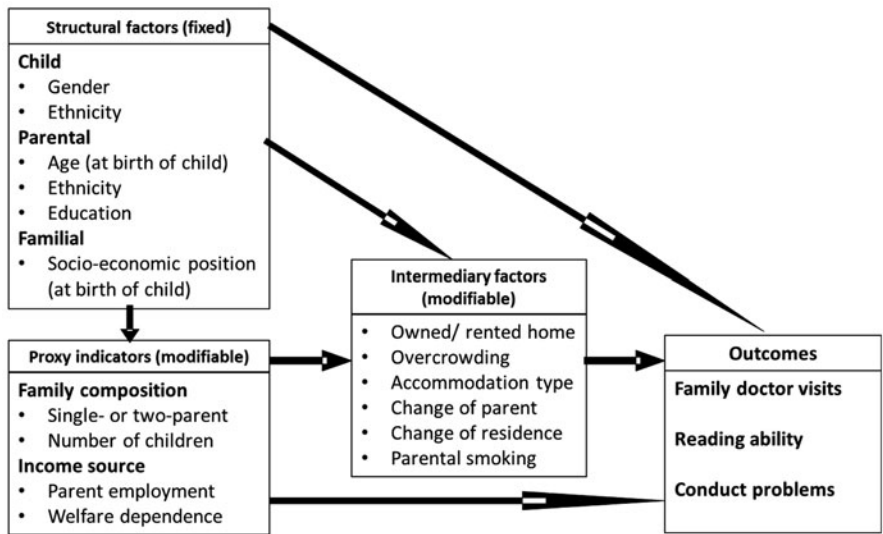 Structural factors (fixed)
Child
• Gender
• Ethnicity
Parental
• Age (at birth of child)
• Ethnicity
• Education
Familial
• Socio-economic position
(at birth of child)
Proxy indicators (modifiable)
Family composition
• Single- or two-parent
• Number of children
Income source
• Parent employment
• Welfare dependence
Intermediary factors
(modifiable)
• Owned/ rented home
• Overcrowding
• Accommodation type
• Change of parent
• Change of residence
• Parental smoking
Outcomes
Family doctor visits
Reading ability
Conduct problems